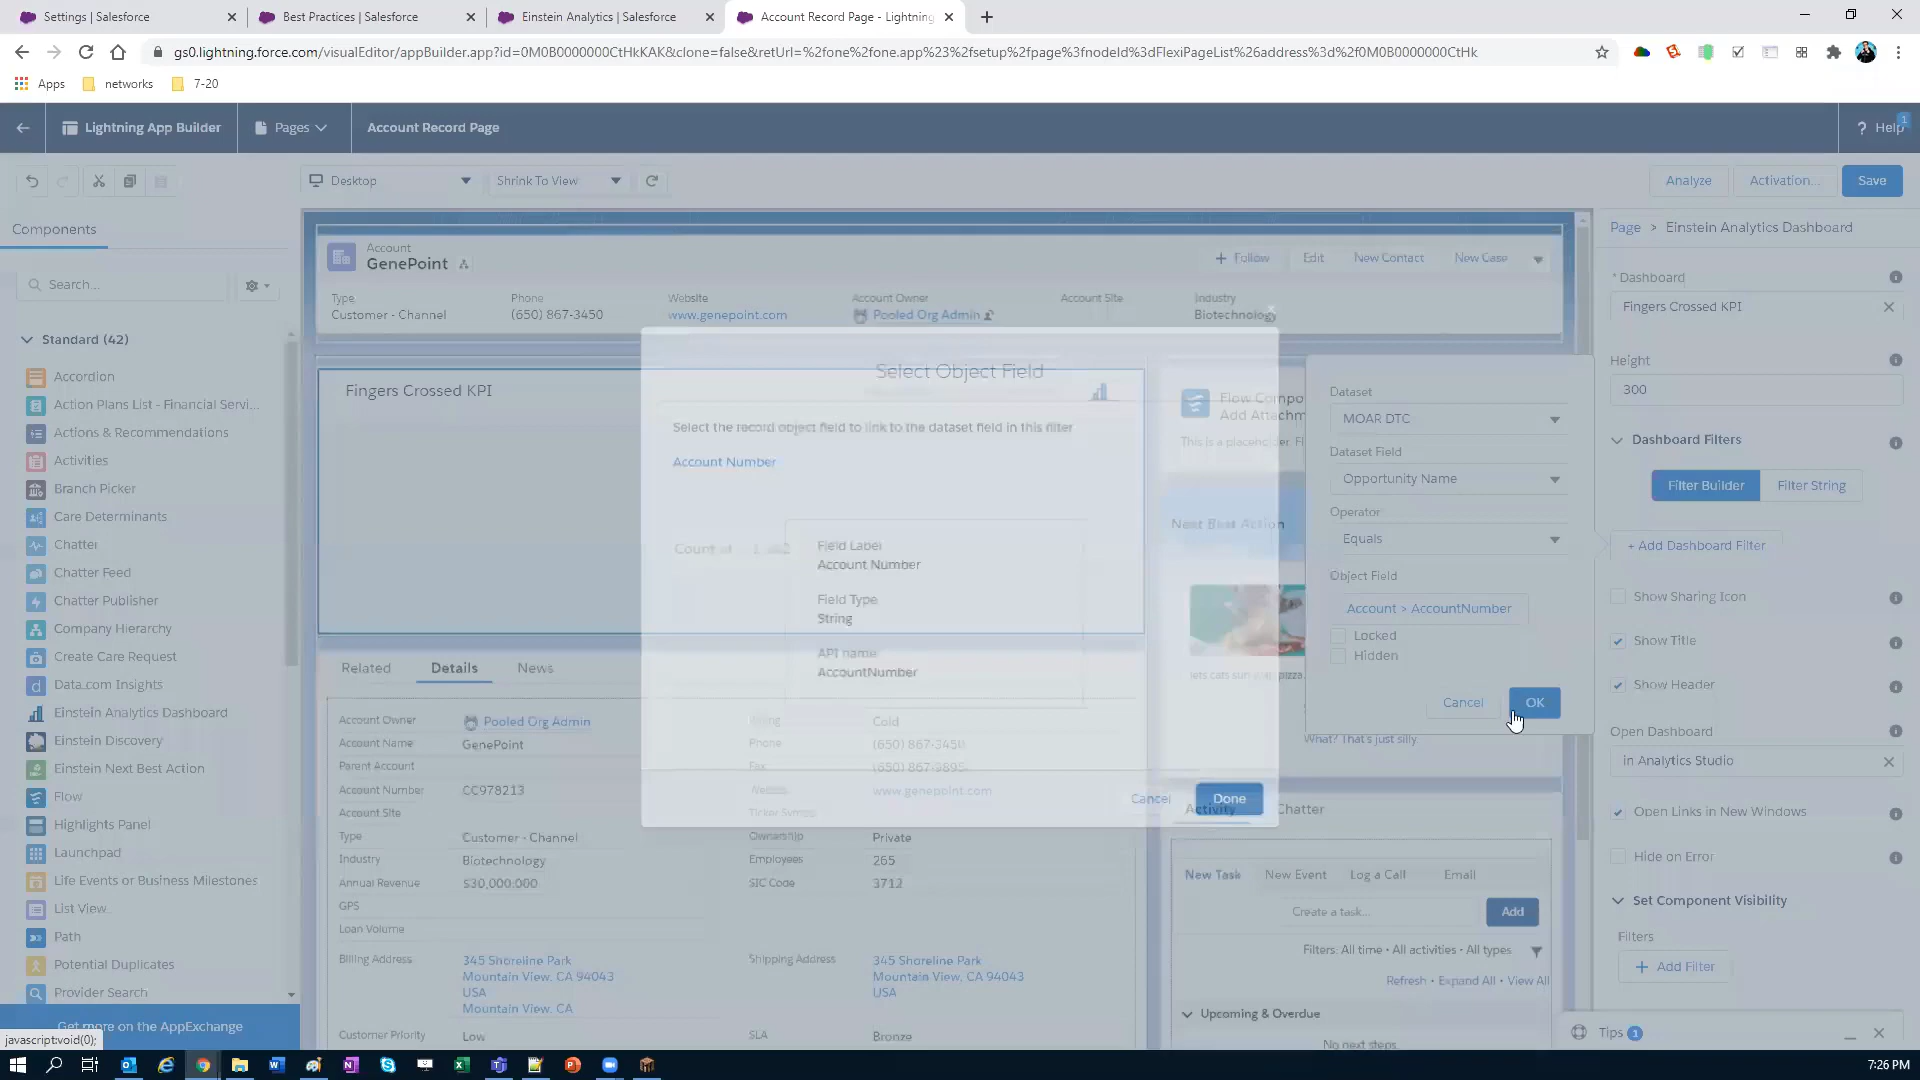 Settings | Salesforce
Best Practices | Salesforce
Einstein Analytics | Salesforce
Account Record Page - Lightning
gs0.lightning.force.com/visualEditor/appBuilder.app?id=0M0B0000000CtHkKAK&clone=false&retUrl=%2fone%2fone.app%23%2fsetup%2fpage%3fnodeId%3dFlexiPageList%26address%3d%2f0M0B0000000CtHk
Apps
networks
7-20
Lightning App Builder
Pages
Account Record Page
? Help
1
Desktop
Shrink To View
Analyze
Activation...
Save
Components
Search...
Standard (42)
Accordion
Action Plans List - Financial Servi...
Actions & Recommendations
Activities
Branch Picker
Care Determinants
Chatter
Chatter Feed
Chatter Publisher
Company Hierarchy
Create Care Request
Data.com Insights
Einstein Analytics Dashboard
Einstein Discovery
Einstein Next Best Action
Flow
Highlights Panel
Launchpad
Life Events or Business Milestones
List View
Path
Potential Duplicates
Provider Search
Get more on the AppExchange
javascript:void(0);
Account
GenePoint
+ Follow
Edit
New Contact
New Case
Type
Customer - Channel
Phone
(650) 867-3450
Website
www.genepoint.com
Account Owner
Pooled Org Admin
Account Site
Industry
Biotechnology
Fingers Crossed KPI
Select Object Field
Select the record object field to link to the dataset field in this filter
Account Number
Count of
Field Label
Account Number
Field Type
String
API name
AccountNumber
Cancel
Done
Flow Compo
Add Attachm
This is a placeholder. Fl
Next Best Action
pizza.
What? That's just silly.
Related
Details
News
Account Owner
Pooled Org Admin
Account Name
GenePoint
Parent Account
Account Number
CC978213
Account Site
Type
Customer - Channel
Industry
Biotechnology
Annual Revenue
$30,000,000
GPS
Loan Volume
Billing Address
345 Shoreline Park
Mountain View, CA 94043
USA
Mountain View, CA
Customer Priority
Low
Rating
Cold
Phone
(650) 867-3450
Fax
(650) 867-9895
Website
www.genepoint.com
Ticker Symbol
Ownership
Private
Employees
265
SIC Code
3712
Shipping Address
345 Shoreline Park
Mountain View, CA 94043
USA
SLA
Bronze
Activity
Chatter
New Task
New Event
Log a Call
Email
Create a task...
Add
Filters: All time • All activities • All types
Refresh • Expand All • View All
Upcoming & Overdue
No next steps.
Dataset
MOAR DTC
Dataset Field
Opportunity Name
Operator
Equals
Object Field
Account > AccountNumber
Locked
Hidden
Cancel
OK
Page > Einstein Analytics Dashboard
* Dashboard
Fingers Crossed KPI
Height
300
Dashboard Filters
Filter Builder
Filter String
+ Add Dashboard Filter
Show Sharing Icon
Show Title
Show Header
Open Dashboard
in Analytics Studio
Open Links in New Windows
Hide on Error
Set Component Visibility
Filters
+ Add Filter
Tips 1
7:26 PM